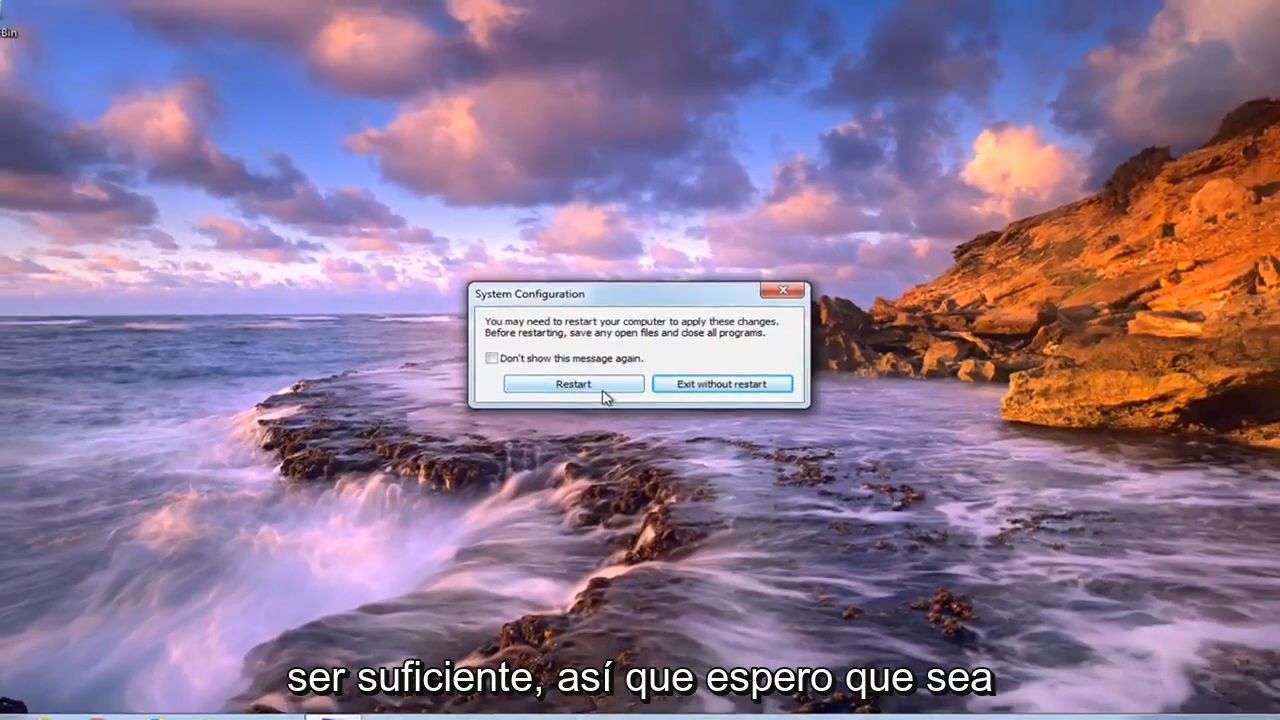 Bin
System Configuration
You may need to restart your computer to apply these changes.
Before restarting, save any open files and close all programs.
Don't show this message again.
Restart
Exit without restart
ser suficiente, así que espero que sea